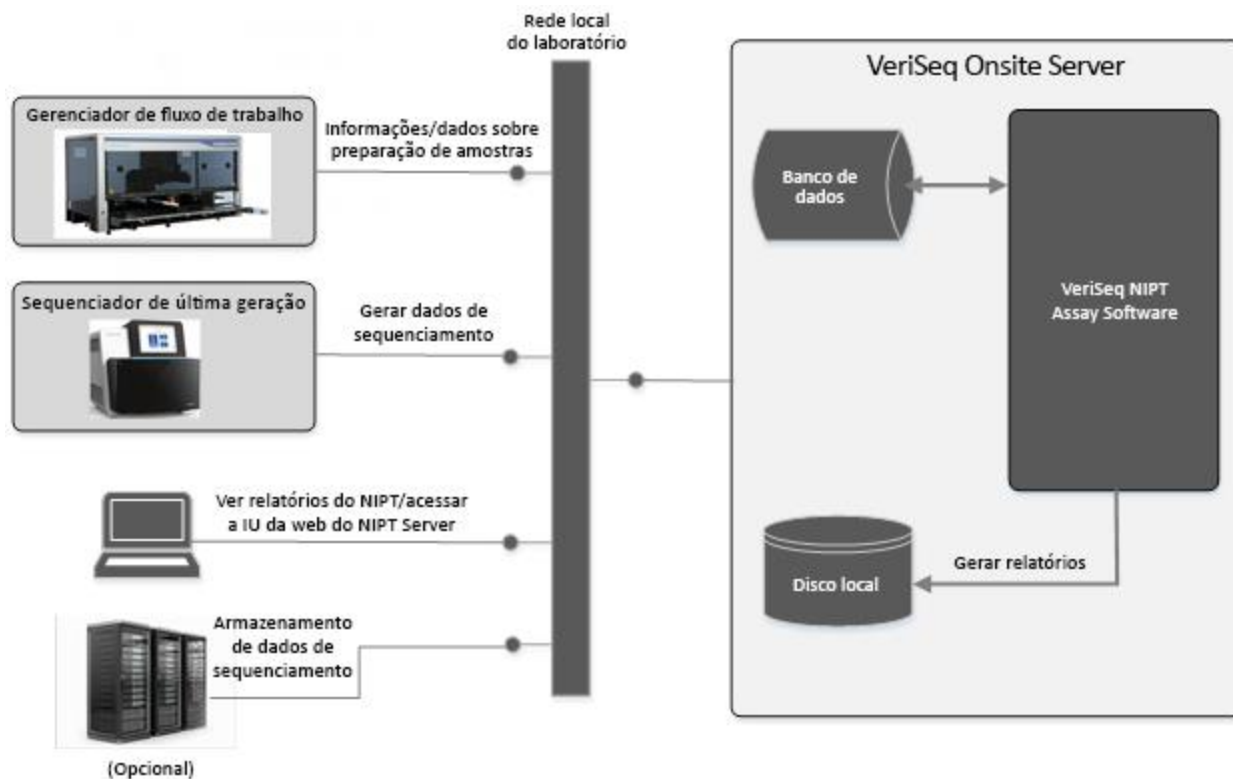 Rede local
do laboratório
VeriSeq Onsite Server
Gerenciador de fluxo de trabalho
Informações/dados sobre
preparação de amostras
Banco de
dados
VeriSeq NIPT
Assay Software
Sequenciador de última geração
Gerar dados de
sequenciamento
Ver relatórios do NIPT/acessar
a IU da web do NIPT Server
Disco local
Gerar relatórios
Armazenamento
de dados de
sequenciamento
(Opcional)